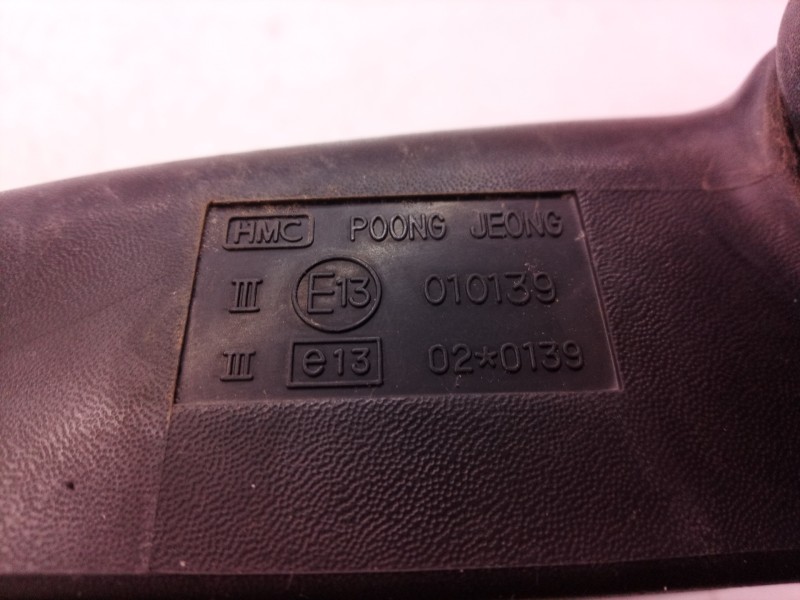 HMC POONG JEONG
III E13 010139
III e13 02*0139